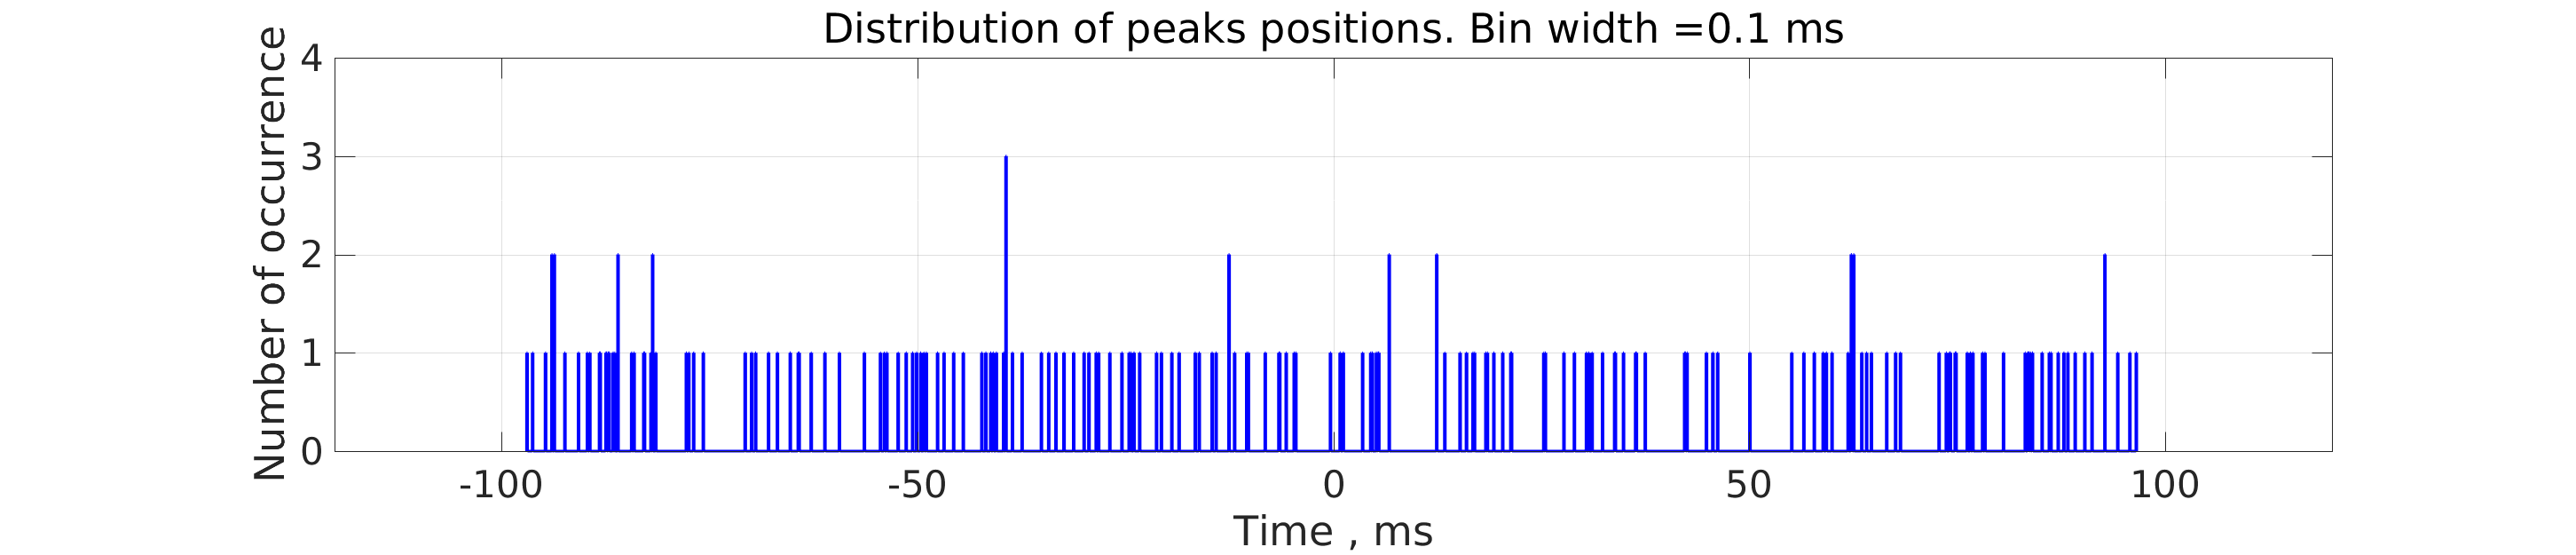 Distribution of peaks positions. Bin width =0.1 ms
Number of occurrence
4
3
2
1
0
-100 -50 0 50 100
Time , ms